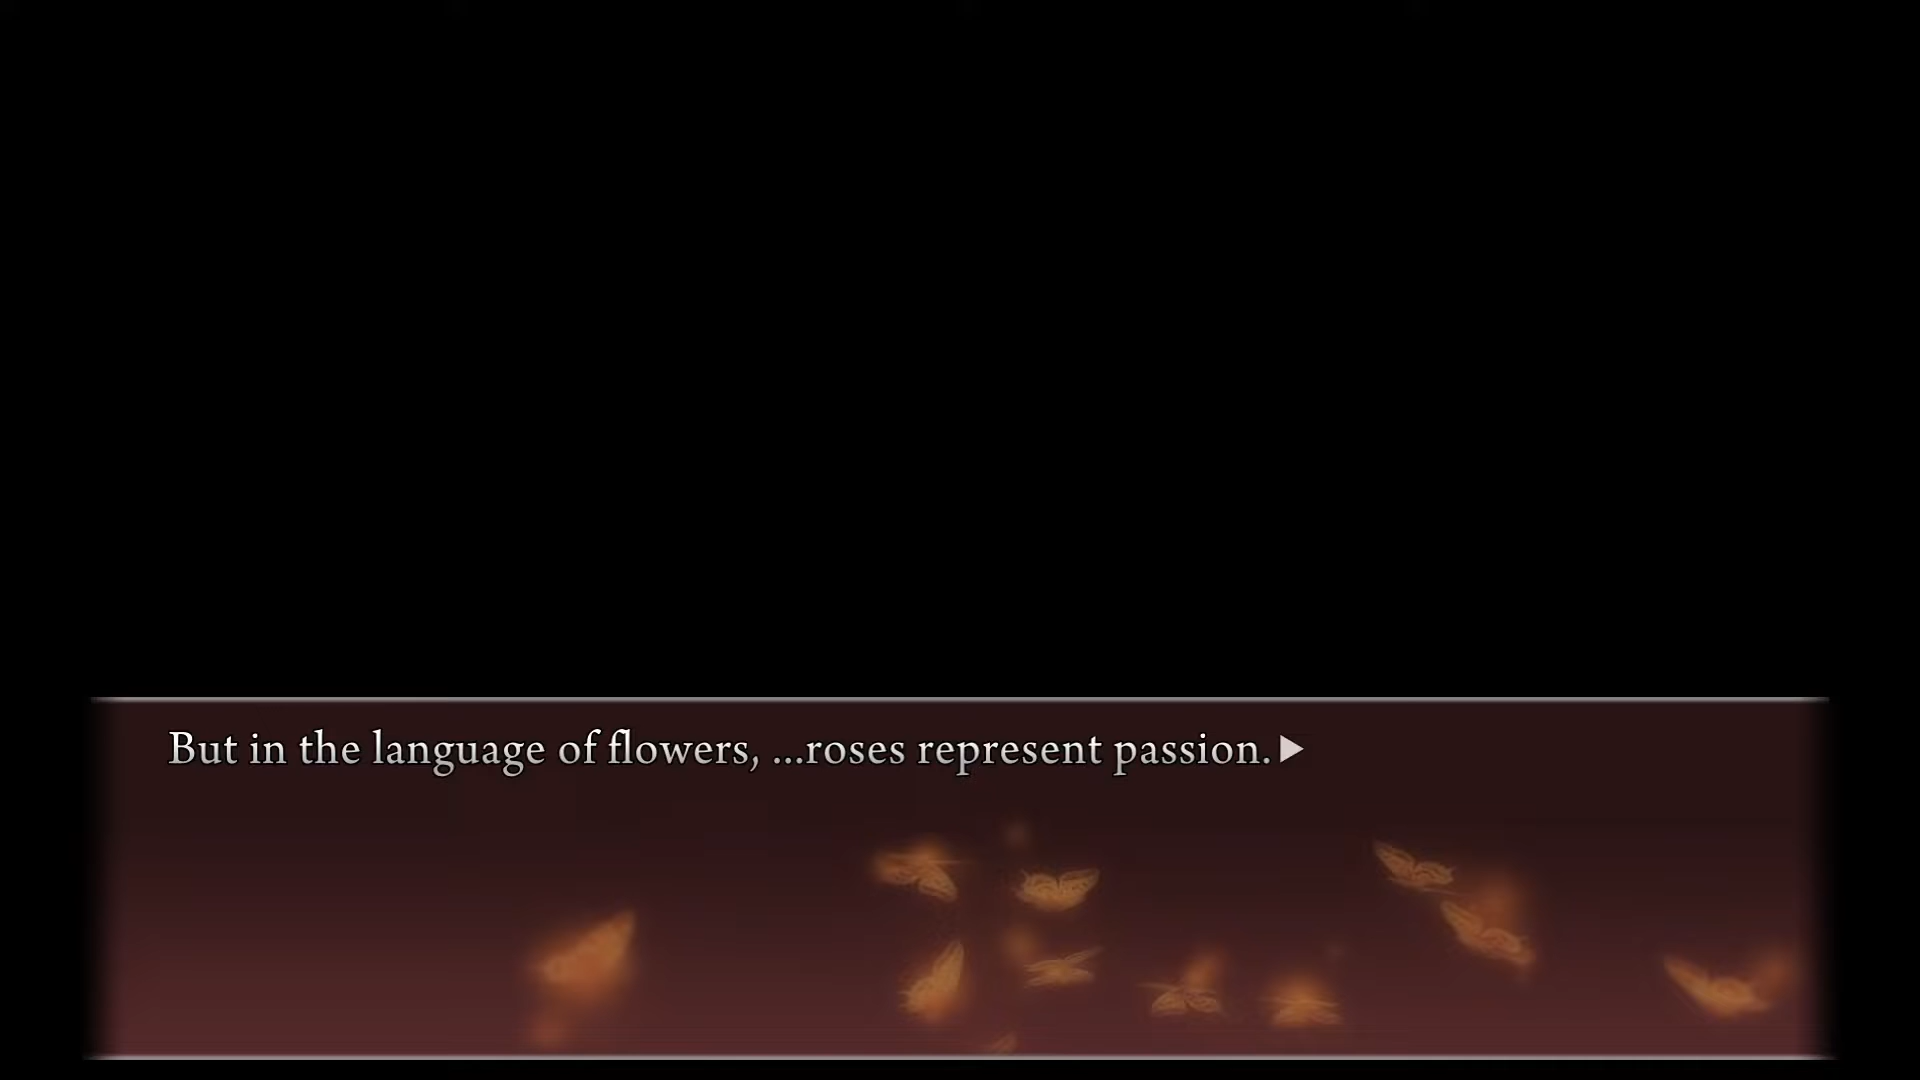 But in the language of flowers, ...roses represent passion.